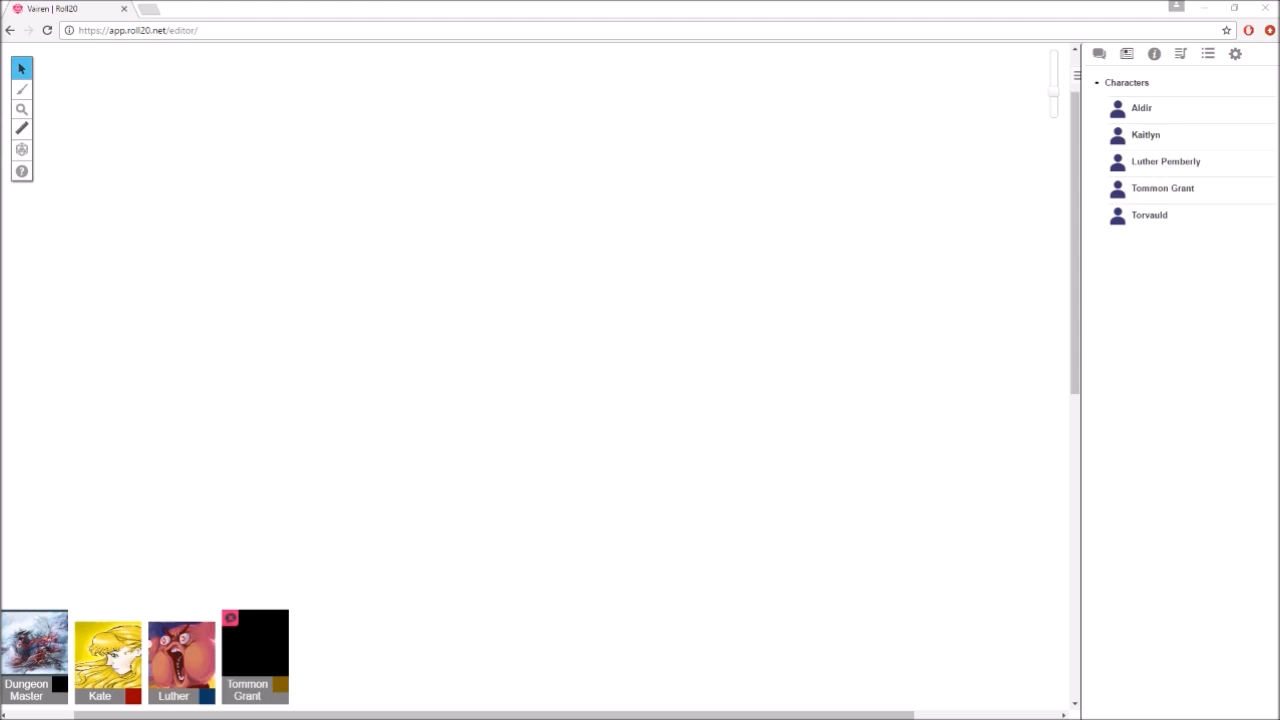 Vairen | Roll20
https://app.roll20.net/editor/
Characters
Aldir
Kaitlyn
Luther Pemberly
Tommon Grant
Torvauld
Dungeon
Master
Kate
Luther
Tommon
Grant